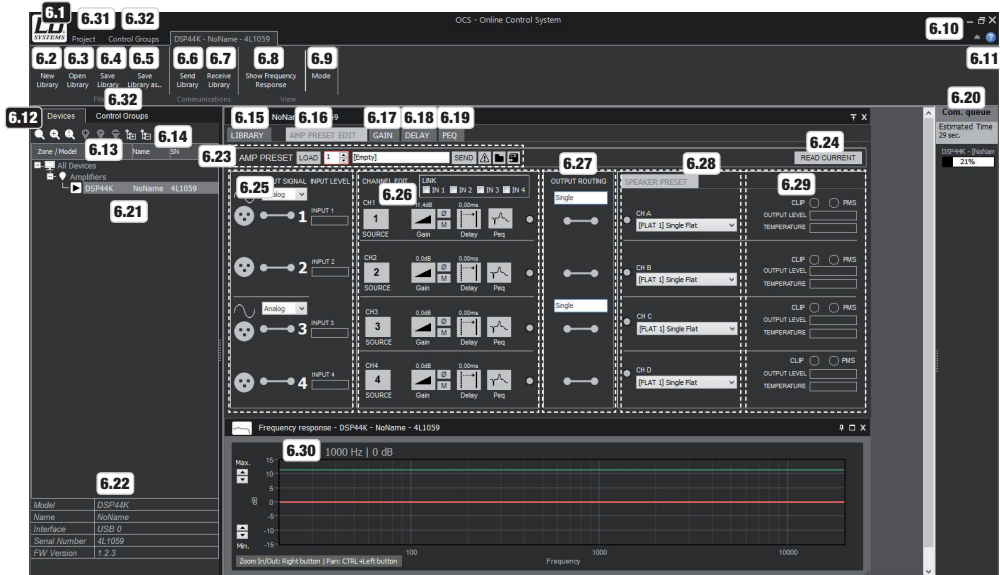 6.1
LD
SYSTEMS
6.31
6.32
OCS - Online Control System
6.10
Project
Control Groups
DSP44K - NoName - 4L1059
6.2
6.3
6.4
6.5
6.6
6.7
6.8
6.9
6.11
New Library
Open Library
Save Library
Save Library as...
Send Library
Receive Library
Show Frequency Response
Mode
Communications
View
6.32
6.12
Devices
Control Groups
6.13
6.14
Zone / Model
Name
SN
All Devices
Amplifiers
DSP44K NoName 4L1059
6.21
6.22
Model DSP44K
Name NoName
Interface USB 0
Serial Number 4L1059
FW Version 1.2.3
6.15
6.16
6.17
6.18
6.19
LIBRARY
AMP PRESET EDIT
GAIN
DELAY
PEQ
6.20
Com. queue
Estimated Time
29 sec.
21%
6.23
AMP PRESET
LOAD
1
[Empty]
SEND
6.24
READ CURRENT
6.25
INPUT LEVEL
6.26
CHANNEL EDIT
LINK
IN 1
IN 2
IN 3
IN 4
6.27
OUTPUT ROUTING
6.28
SPEAKER PRESET
6.29
1
INPUT 1
CH1
1
SOURCE
0,00ms
Ø
M
Gain
Delay
Peq
Single
CH A
[FLAT 1] Single Flat
CLIP
PMS
OUTPUT LEVEL
TEMPERATURE
2
INPUT 2
CH2
2
SOURCE
0,0dB
0,00ms
Ø
M
Gain
Delay
Peq
CH B
[FLAT 1] Single Flat
CLIP
PMS
OUTPUT LEVEL
TEMPERATURE
Analog
3
INPUT 3
CH3
3
SOURCE
0,0dB
0,00ms
Ø
M
Gain
Delay
Peq
Single
CH C
[FLAT 1] Single Flat
CLIP
PMS
OUTPUT LEVEL
TEMPERATURE
4
INPUT 4
CH4
4
SOURCE
0,0dB
0,00ms
Ø
M
Gain
Delay
Peq
CH D
[FLAT 1] Single Flat
CLIP
PMS
OUTPUT LEVEL
TEMPERATURE
Frequency response - DSP44K - NoName - 4L1059
6.30
1000 Hz | 0 dB
Max.
15
10
5
dB
0
-5
-10
-15
Min.
100
1000
10000
Zoom In/Out: Right button | Pan: CTRL+Left button
Frequency